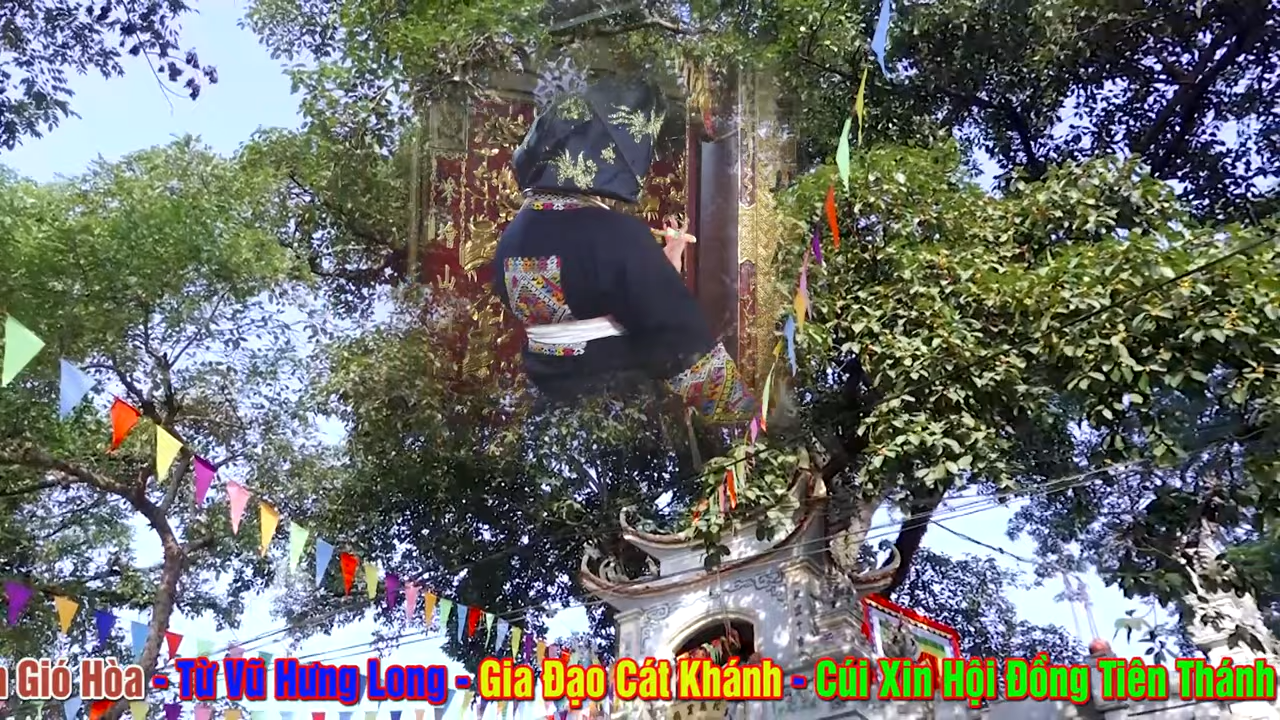 Gió Hòa - Từ Vũ Hưng Long - Gia Đạo Cát Khánh - Cúi Xin Hội Đồng Tiên Thánh